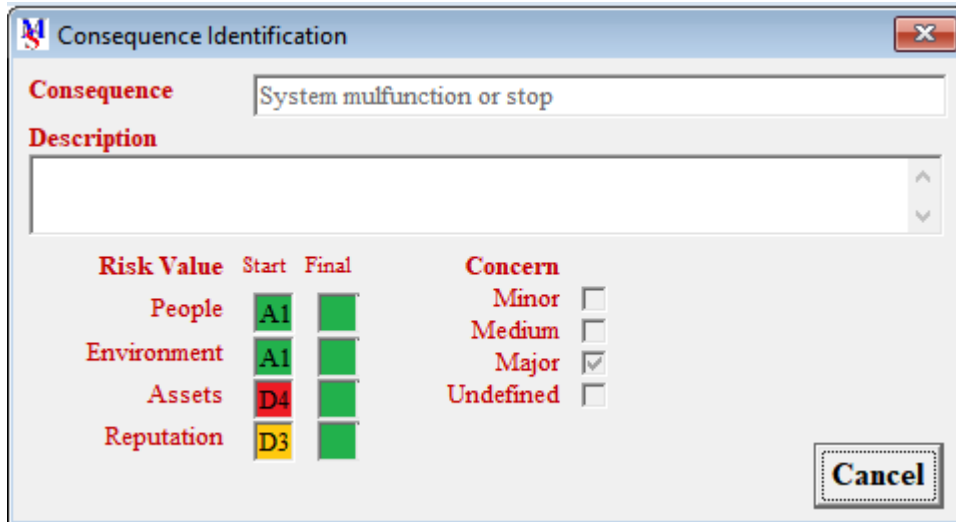 Consequence Identification
Consequence System mulfunction or stop
Description
Risk Value Start Final Concern
People A1 Minor
Environment A1 Medium
Assets D4 Major
Reputation D3 Undefined
Cancel